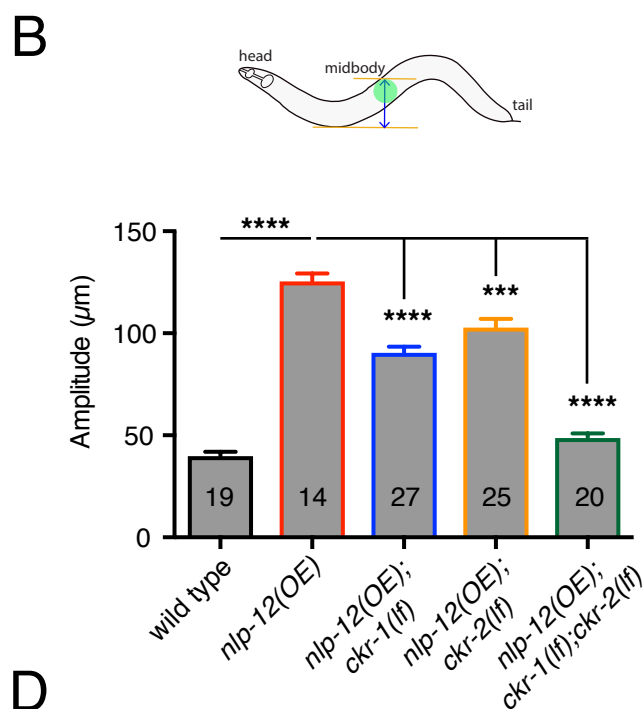 B
head
midbody
tail
Amplitude (µm)
150
100
50
0
****
****
***
****
19
14
27
25
20
wild type
nlp-12(OE)
nlp-12(OE);
ckr-1(lf)
nlp-12(OE);
ckr-2(lf)
nlp-12(OE);
ckr-1(lf);ckr-2(lf)
D